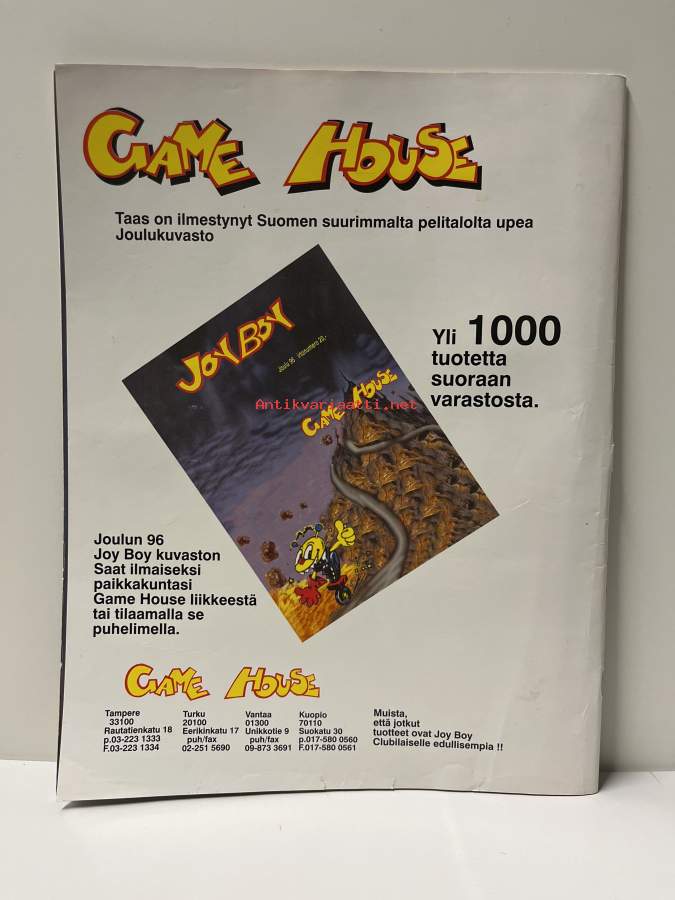 GAME HOUSE
Taas on ilmestynyt Suomen suurimmalta pelitalolta upea
Joulukuvasto
JOY BOY
Joulu 96 Irtonumero 20,-
GAME HOUSE
Antikvariaatti.net
Yli 1000
tuotetta
suoraan
varastosta.
Joulun 96
Joy Boy kuvaston
Saat ilmaiseksi
paikkakuntasi
Game House liikkeestä
tai tilaamalla se
puhelimella.
GAME HOUSE
Tampere
33100
Rautatienkatu 18
p.03-223 1333
F.03-223 1334
Turku
20100
Eerikinkatu 17
puh/fax
02-251 5690
Vantaa
01300
Unikkotie 9
puh/fax
09-873 3691
Kuopio
70110
Suokatu 30
p.017-580 0560
F.017-580 0561
Muista,
että jotkut
tuotteet ovat Joy Boy
Clubilaiselle edullisempia !!